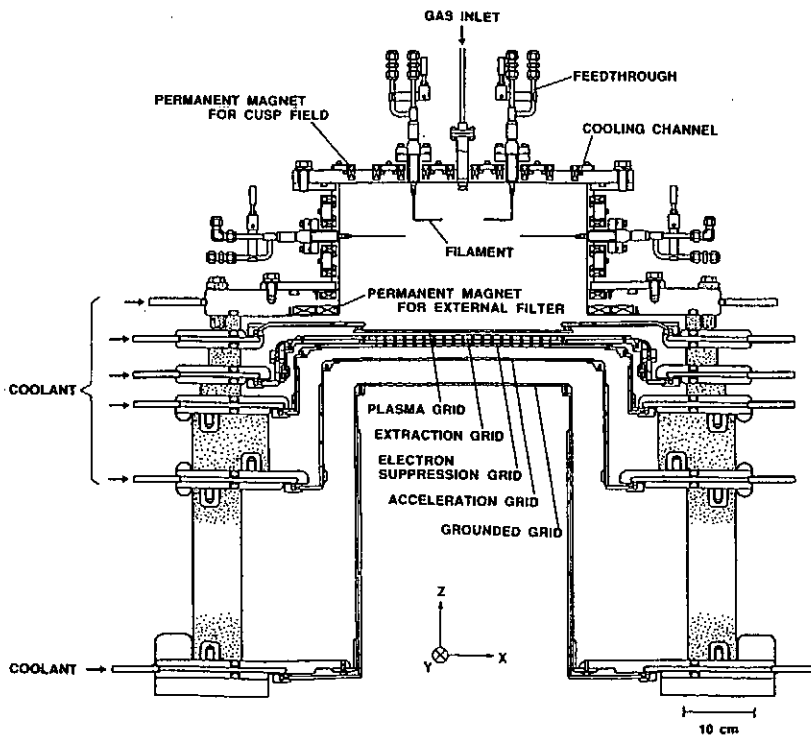 GAS INLET
FEEDTHROUGH
PERMANENT MAGNET
FOR CUSP FIELD
COOLING CHANNEL
FILAMENT
PERMANENT MAGNET
FOR EXTERNAL FILTER
COOLANT
PLASMA GRID
EXTRACTION GRID
ELECTRON
SUPPRESSION GRID
ACCELERATION GRID
GROUNDED GRID
Z
Y
X
COOLANT
10 cm